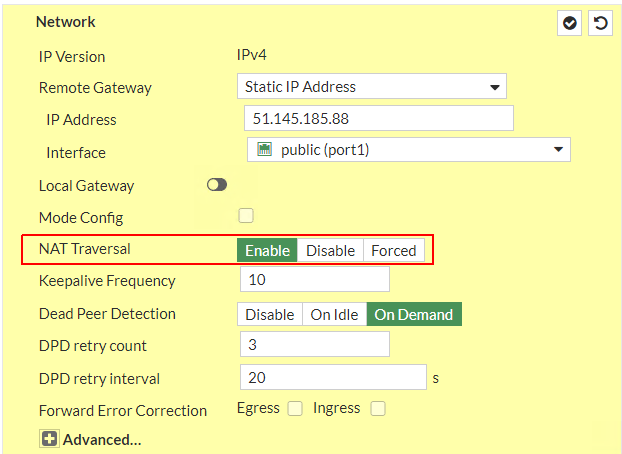 Network
IP Version IPv4
Remote Gateway Static IP Address
IP Address 51.145.185.88
Interface public (port1)
Local Gateway
Mode Config
NAT Traversal Enable Disable Forced
Keepalive Frequency 10
Dead Peer Detection Disable On Idle On Demand
DPD retry count 3
DPD retry interval 20 s
Forward Error Correction Egress Ingress
Advanced...